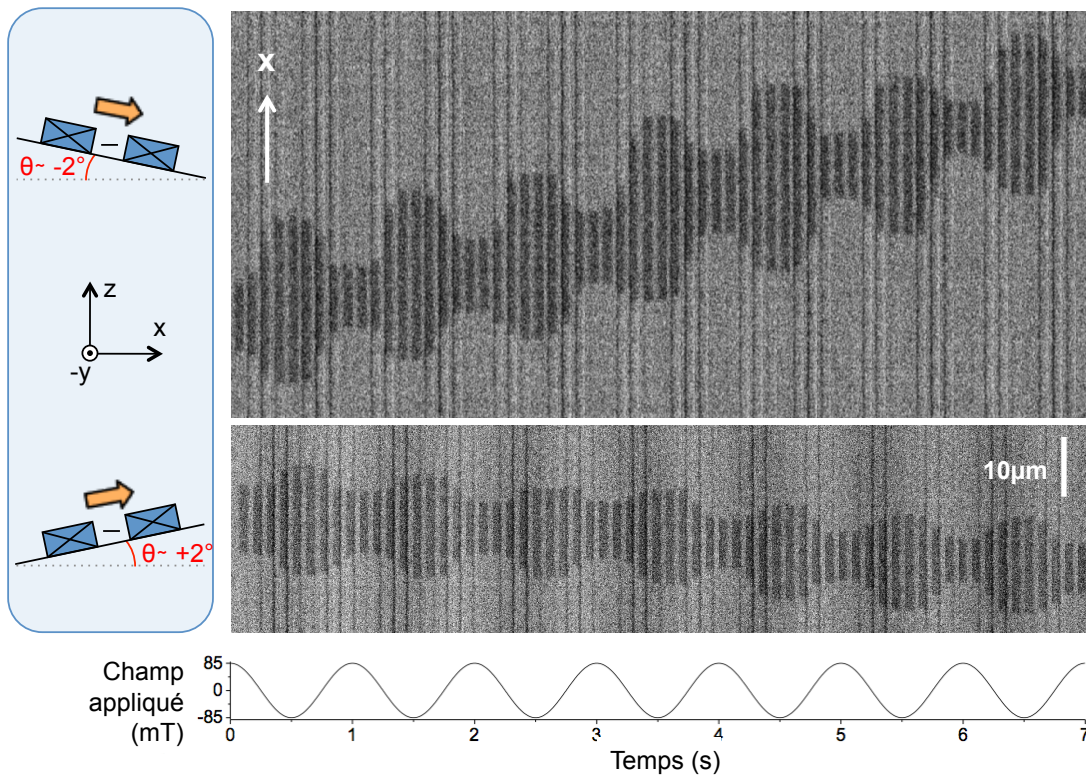 θ~ -2°
z
x
-y
θ~ +2°
x
10µm
Champ
appliqué
(mT)
85
0
-85
0
1
2
3
4
5
6
7
Temps (s)